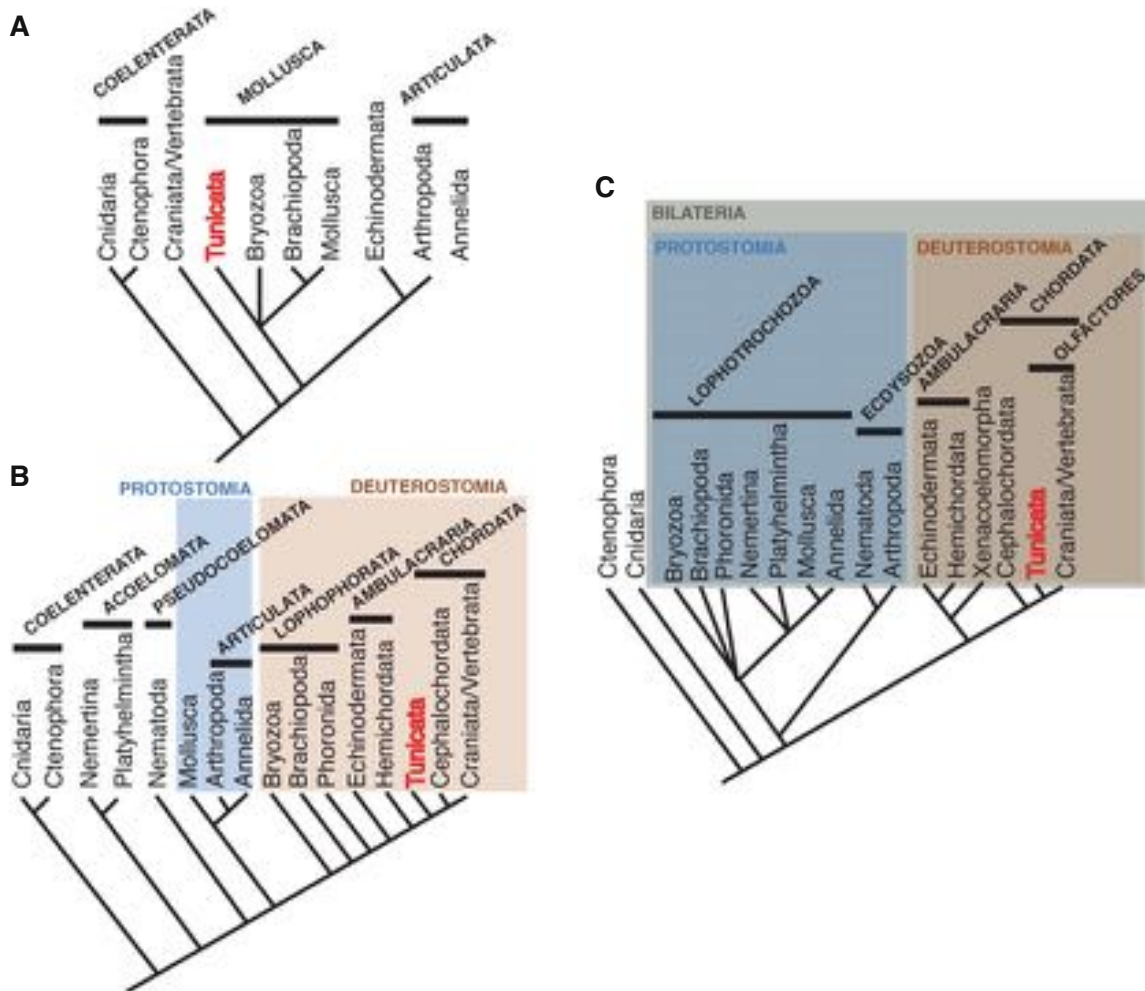 A
COELENTERATA
MOLLUSCA
ARTICULATA
Cnidaria
Ctenophora
Craniata/Vertebrata
Tunicata
Bryozoa
Brachiopoda
Mollusca
Echinodermata
Arthropoda
Annelida
B
PROTOSTOMIA
DEUTEROSTOMIA
COELENTERATA
ACOELOMATA
PSEUDOCOELOMATA
ARTICULATA
LOPHOPHORATA
AMBULACRARIA
CHORDATA
Cnidaria
Ctenophora
Nemertina
Platyhelmintha
Nematoda
Mollusca
Arthropoda
Annelida
Bryozoa
Brachiopoda
Phoronida
Echinodermata
Hemichordata
Tunicata
Cephalochordata
Craniata/Vertebrata
C
BILATERIA
PROTOSTOMIA
DEUTEROSTOMIA
LOPHOTROCHOZOA
ECDYSOZOA
AMBULACRARIA
CHORDATA
OLFACTORES
Ctenophora
Cnidaria
Bryozoa
Brachiopoda
Phoronida
Nemertina
Platyhelmintha
Mollusca
Annelida
Nematoda
Arthropoda
Echinodermata
Hemichordata
Xenacoelomorpha
Cephalochordata
Tunicata
Craniata/Vertebrata